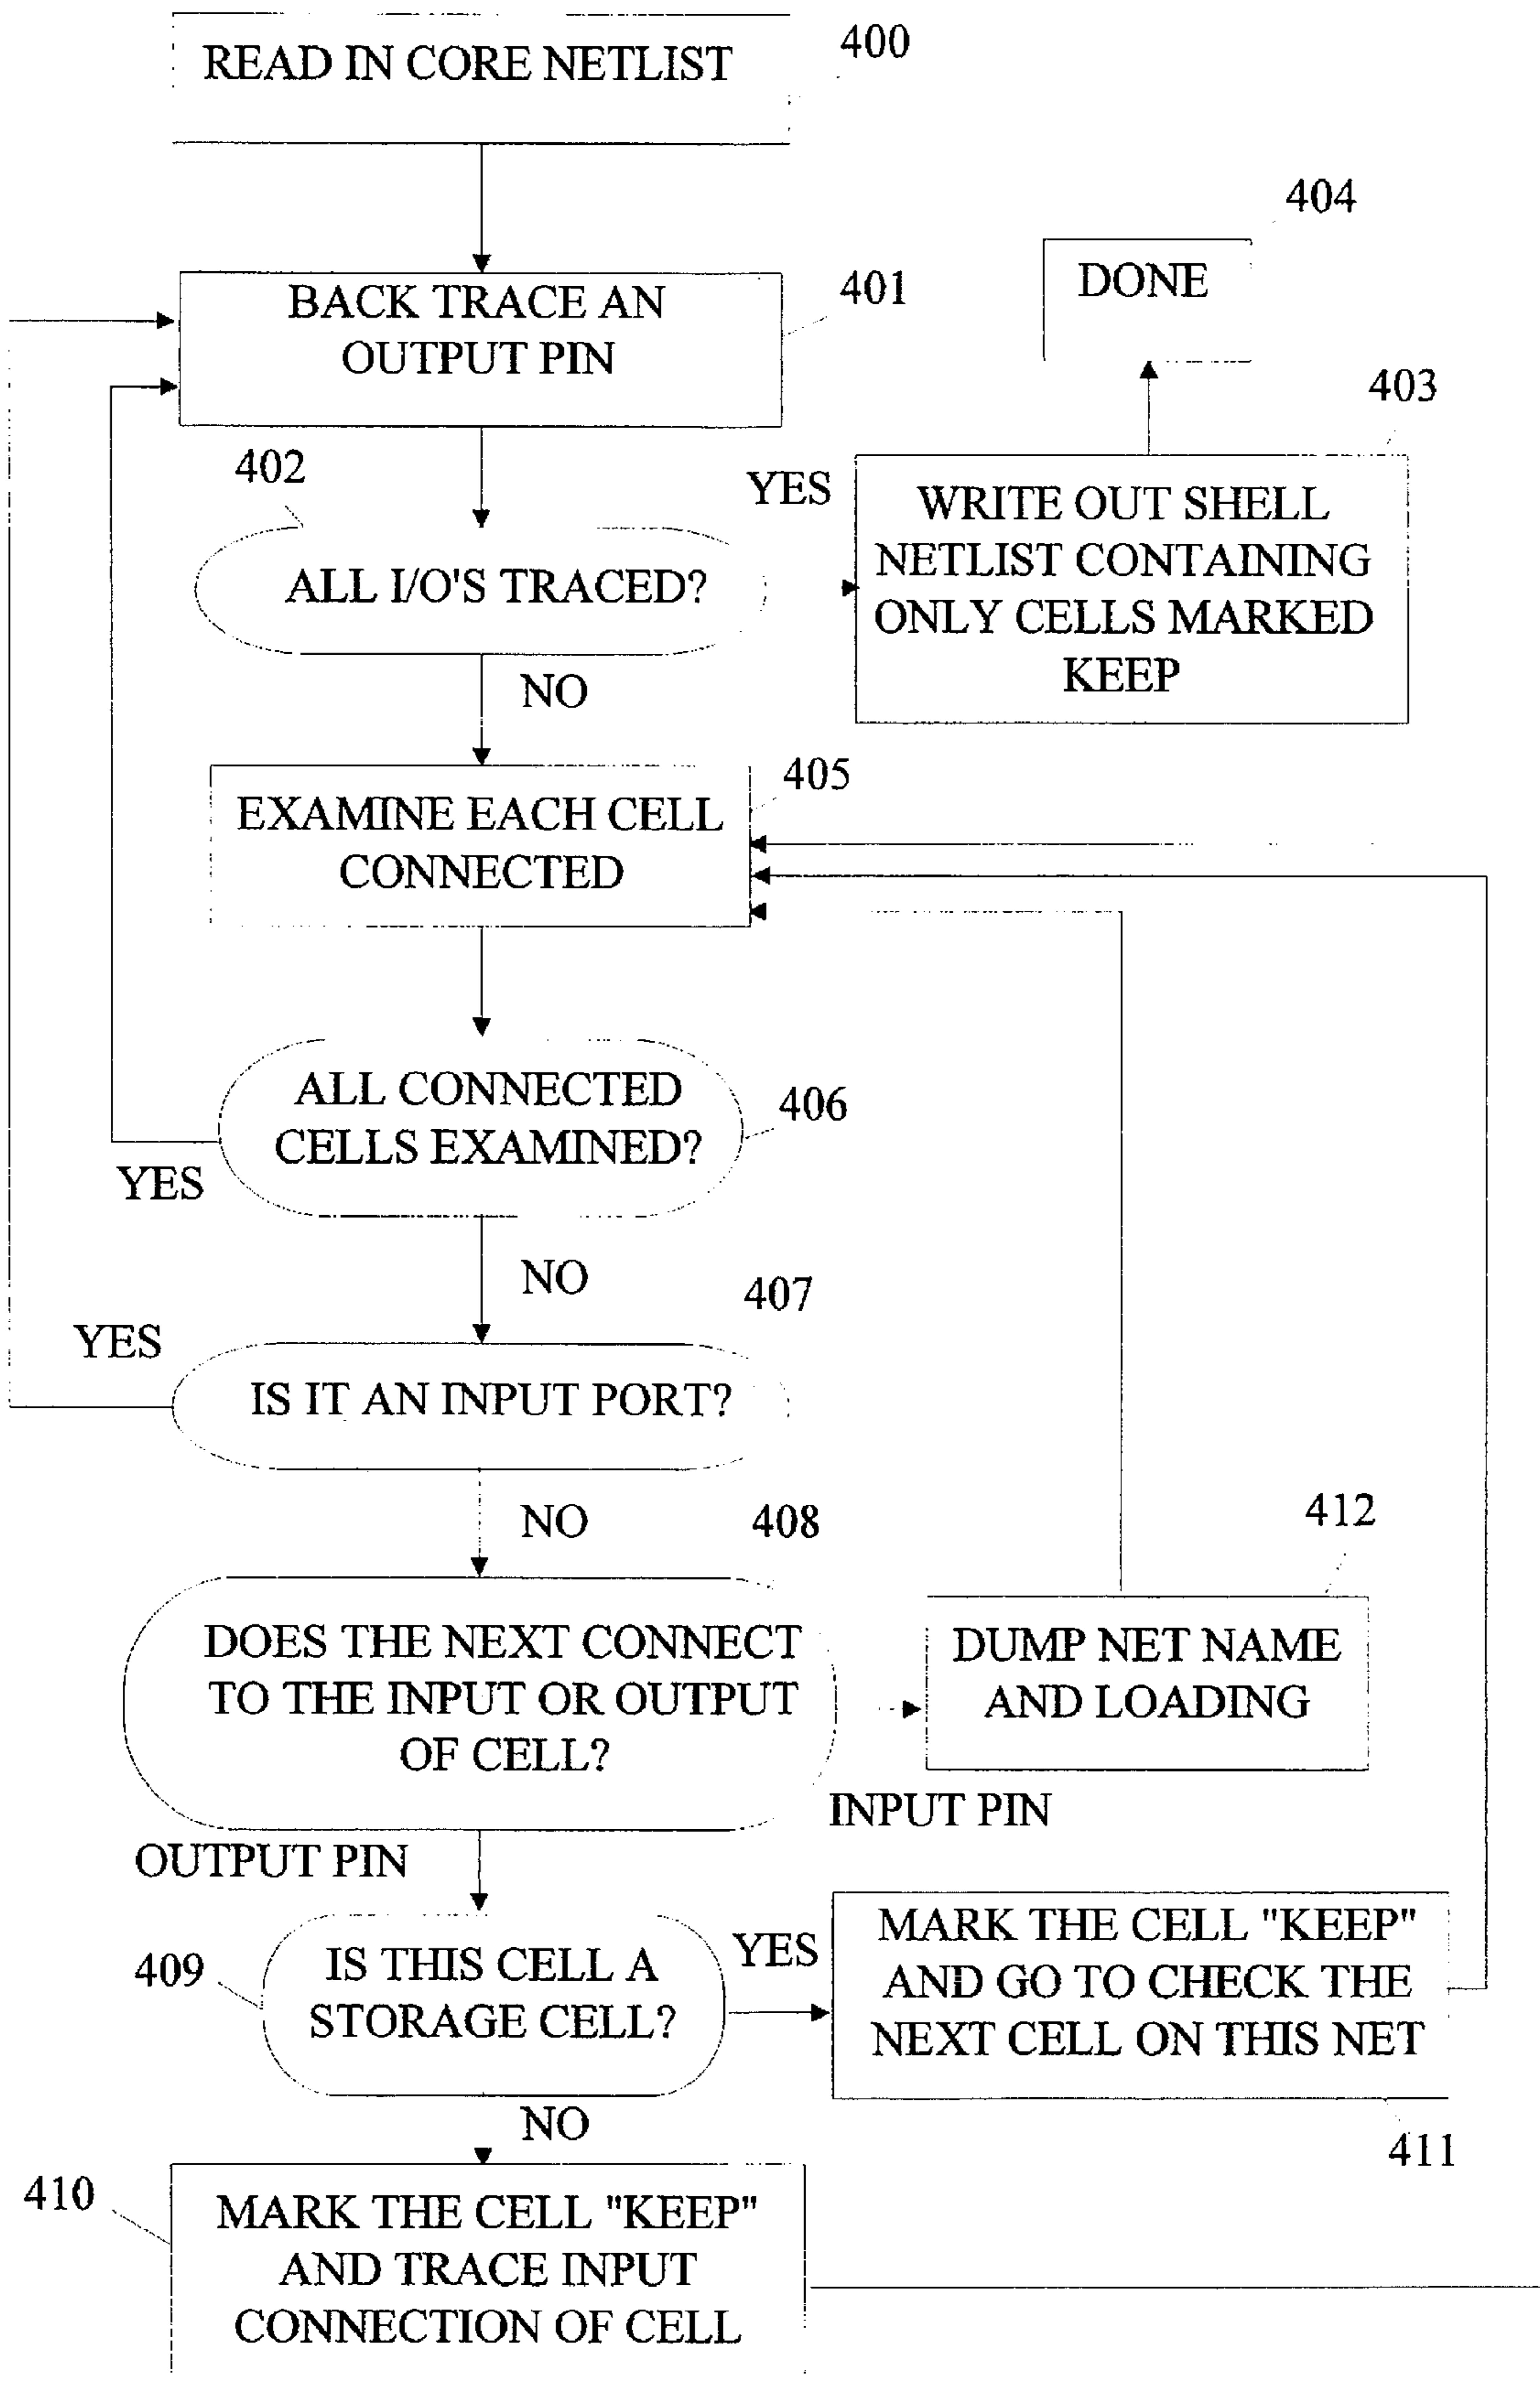 READ IN CORE NETLIST
400
BACK TRACE AN
OUTPUT PIN
401
404
DONE
403
402
YES
ALL I/O'S TRACED?
WRITE OUT SHELL
NETLIST CONTAINING
ONLY CELLS MARKED
KEEP
NO
405
EXAMINE EACH CELL
CONNECTED
ALL CONNECTED
CELLS EXAMINED?
406
YES
NO
407
YES
IS IT AN INPUT PORT?
NO
408
412
DOES THE NEXT CONNECT
TO THE INPUT OR OUTPUT
OF CELL?
DUMP NET NAME
AND LOADING
INPUT PIN
OUTPUT PIN
409
IS THIS CELL A
STORAGE CELL?
YES
MARK THE CELL "KEEP"
AND GO TO CHECK THE
NEXT CELL ON THIS NET
NO
411
410
MARK THE CELL "KEEP"
AND TRACE INPUT
CONNECTION OF CELL